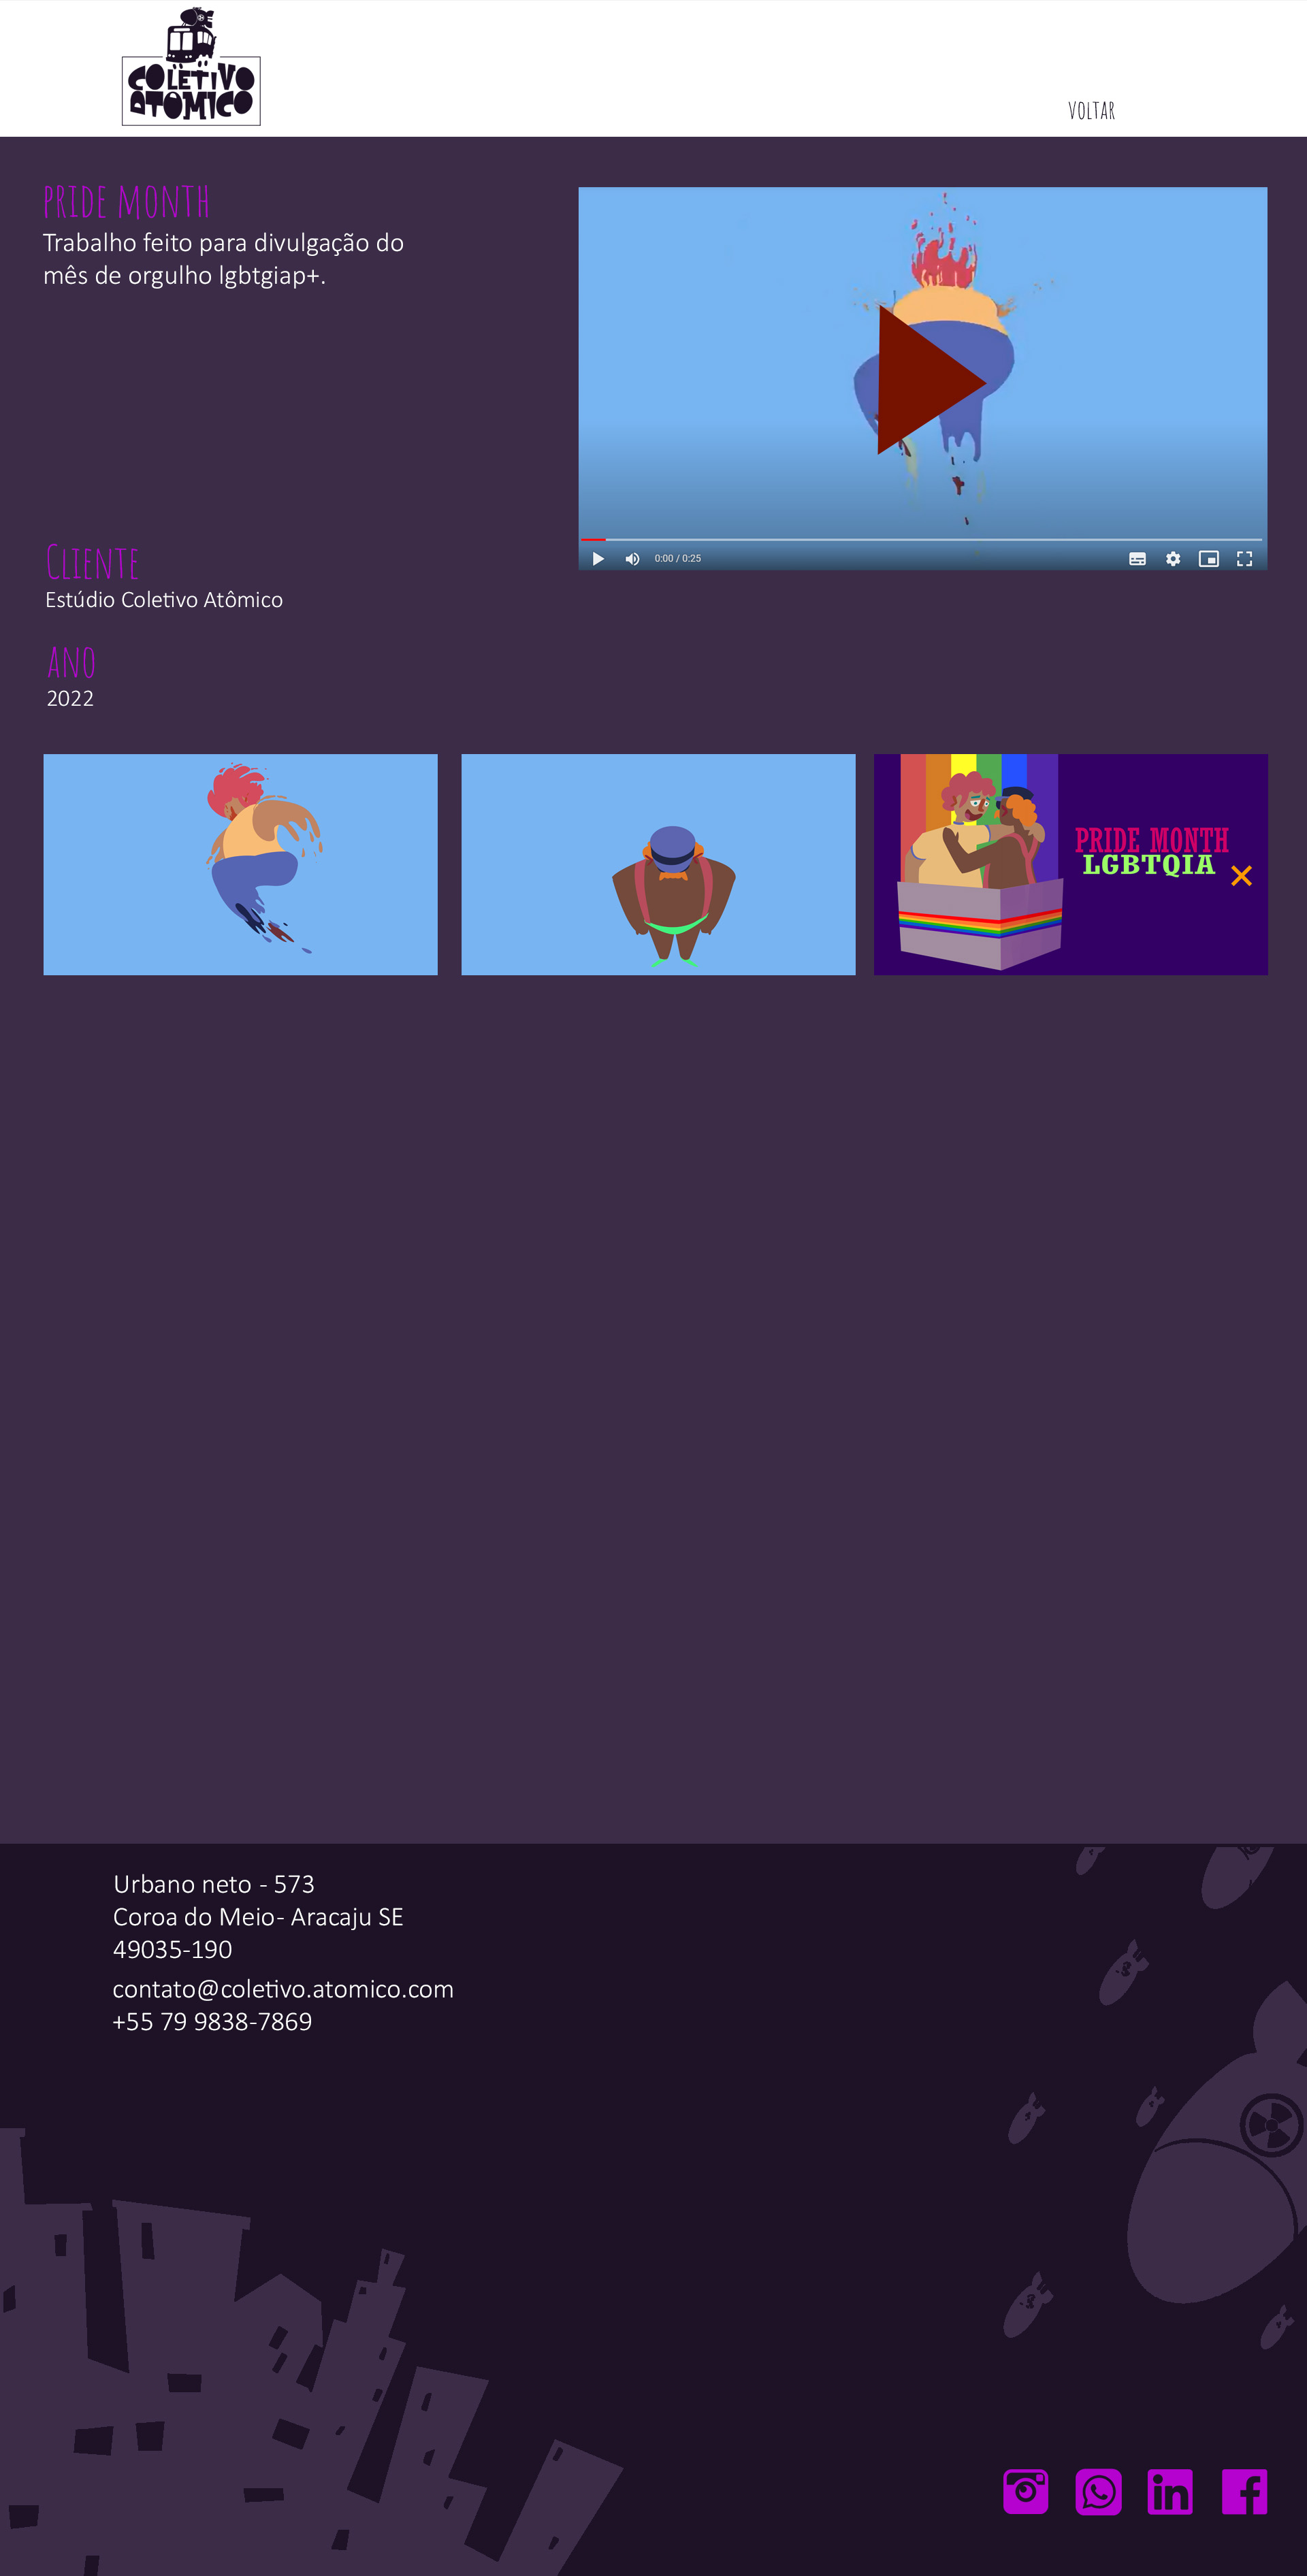 COLETIVO
ATOMICO
VOLTAR
PRIDE MONTH
Trabalho feito para divulgação do
mês de orgulho lgbtgiap+.
0:00 / 0:25
CLIENTE
Estúdio Coletivo Atômico
ANO
2022
PRIDE MONTH
LGBTQIA
Urbano neto - 573
Coroa do Meio- Aracaju SE
49035-190
contato@coletivo.atomico.com
+55 79 9838-7869